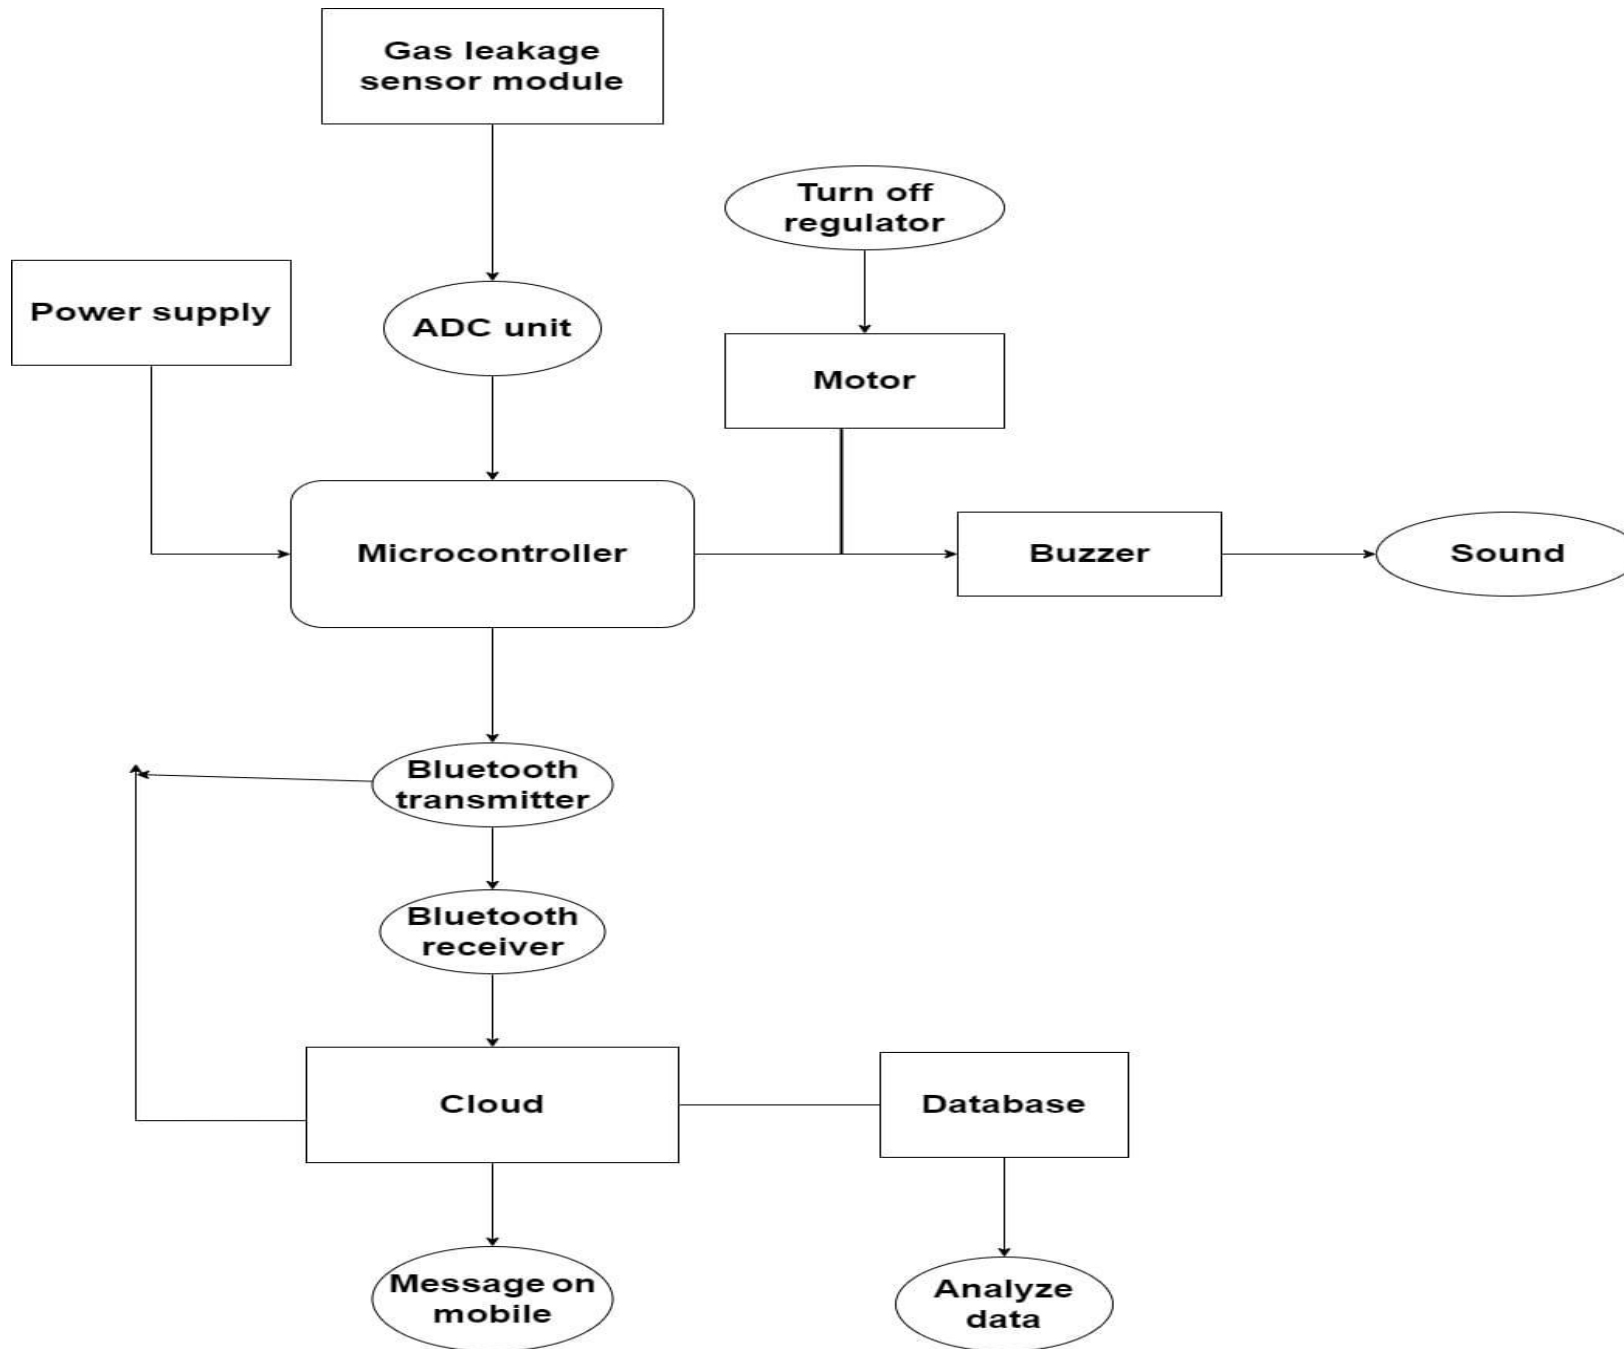 Gas leakage
sensor module
Turn off
regulator
Power supply
ADC unit
Motor
Microcontroller
Buzzer
Sound
Bluetooth
transmitter
Bluetooth
receiver
Cloud
Database
Message on
mobile
Analyze
data